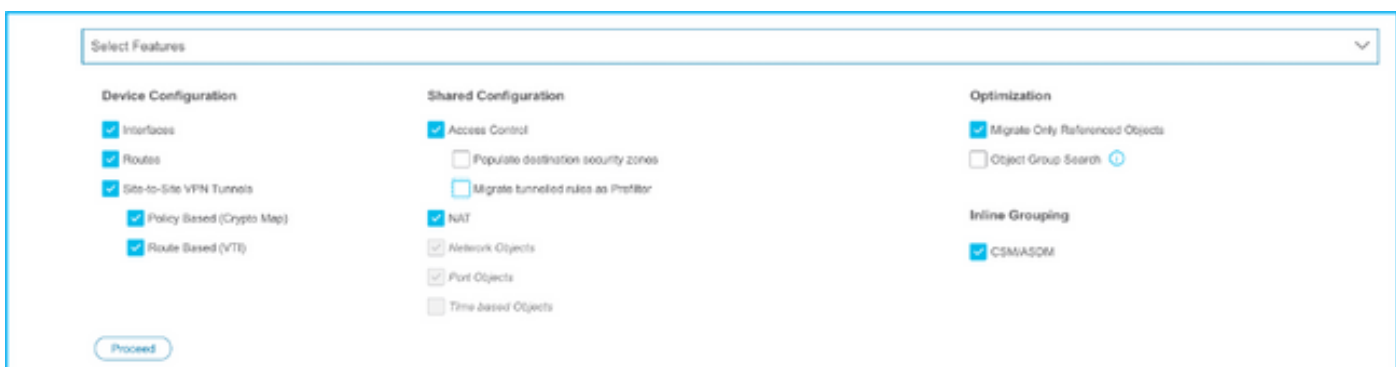 Select Features
Device Configuration
Interfaces
Routes
Site-to-Site VPN Tunnels
Policy Based (Crypto Map)
Route Based (VTI)
Shared Configuration
Access Control
Populate destination security zones
Migrate tunnelled rules as Prefilter
NAT
Network Objects
Port Objects
Time based Objects
Optimization
Migrate Only Referenced Objects
Object Group Search
Inline Grouping
CSM/ASDM
Proceed